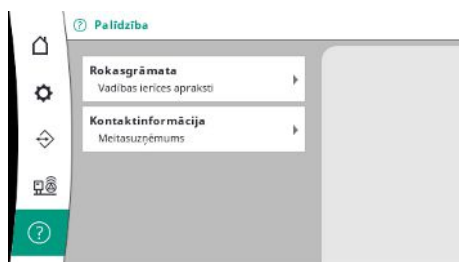 Palīdzība
Rokasgrāmata
Vadības ierīces apraksti
Kontaktinformācija
Meitasuzņēmums